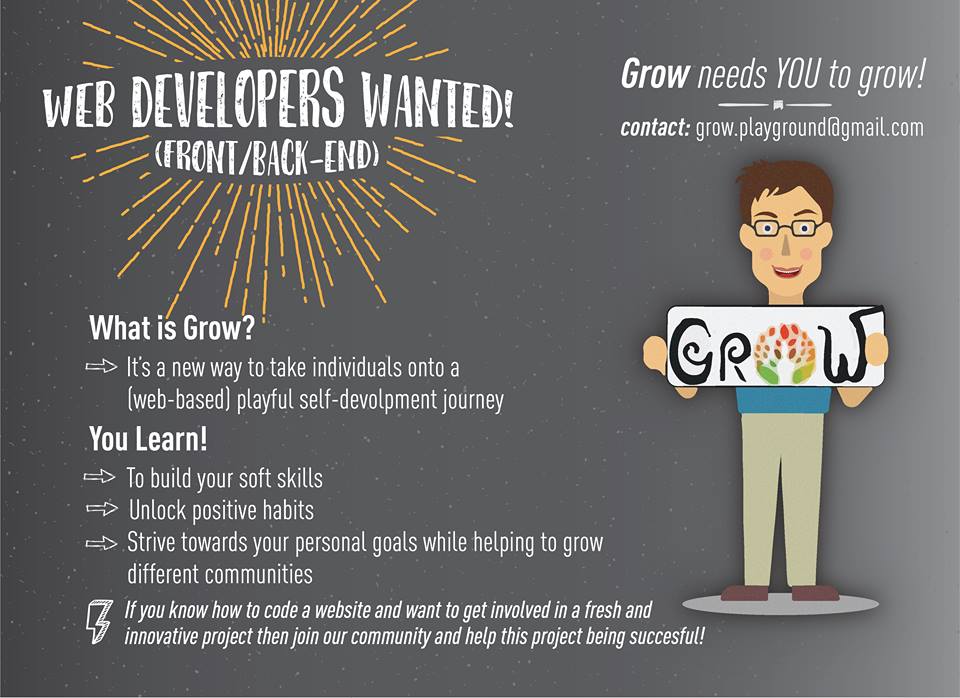 WEB DEVELOPERS WANTED!
(FRONT/BACK-END)
Grow needs YOU to grow!
contact: grow.playground@gmail.com
GROW
What is Grow?
It's a new way to take individuals onto a
(web-based) playful self-devolpment journey
You Learn!
To build your soft skills
Unlock positive habits
Strive towards your personal goals while helping to grow
different communities
If you know how to code a website and want to get involved in a fresh and
innovative project then join our community and help this project being succesful!